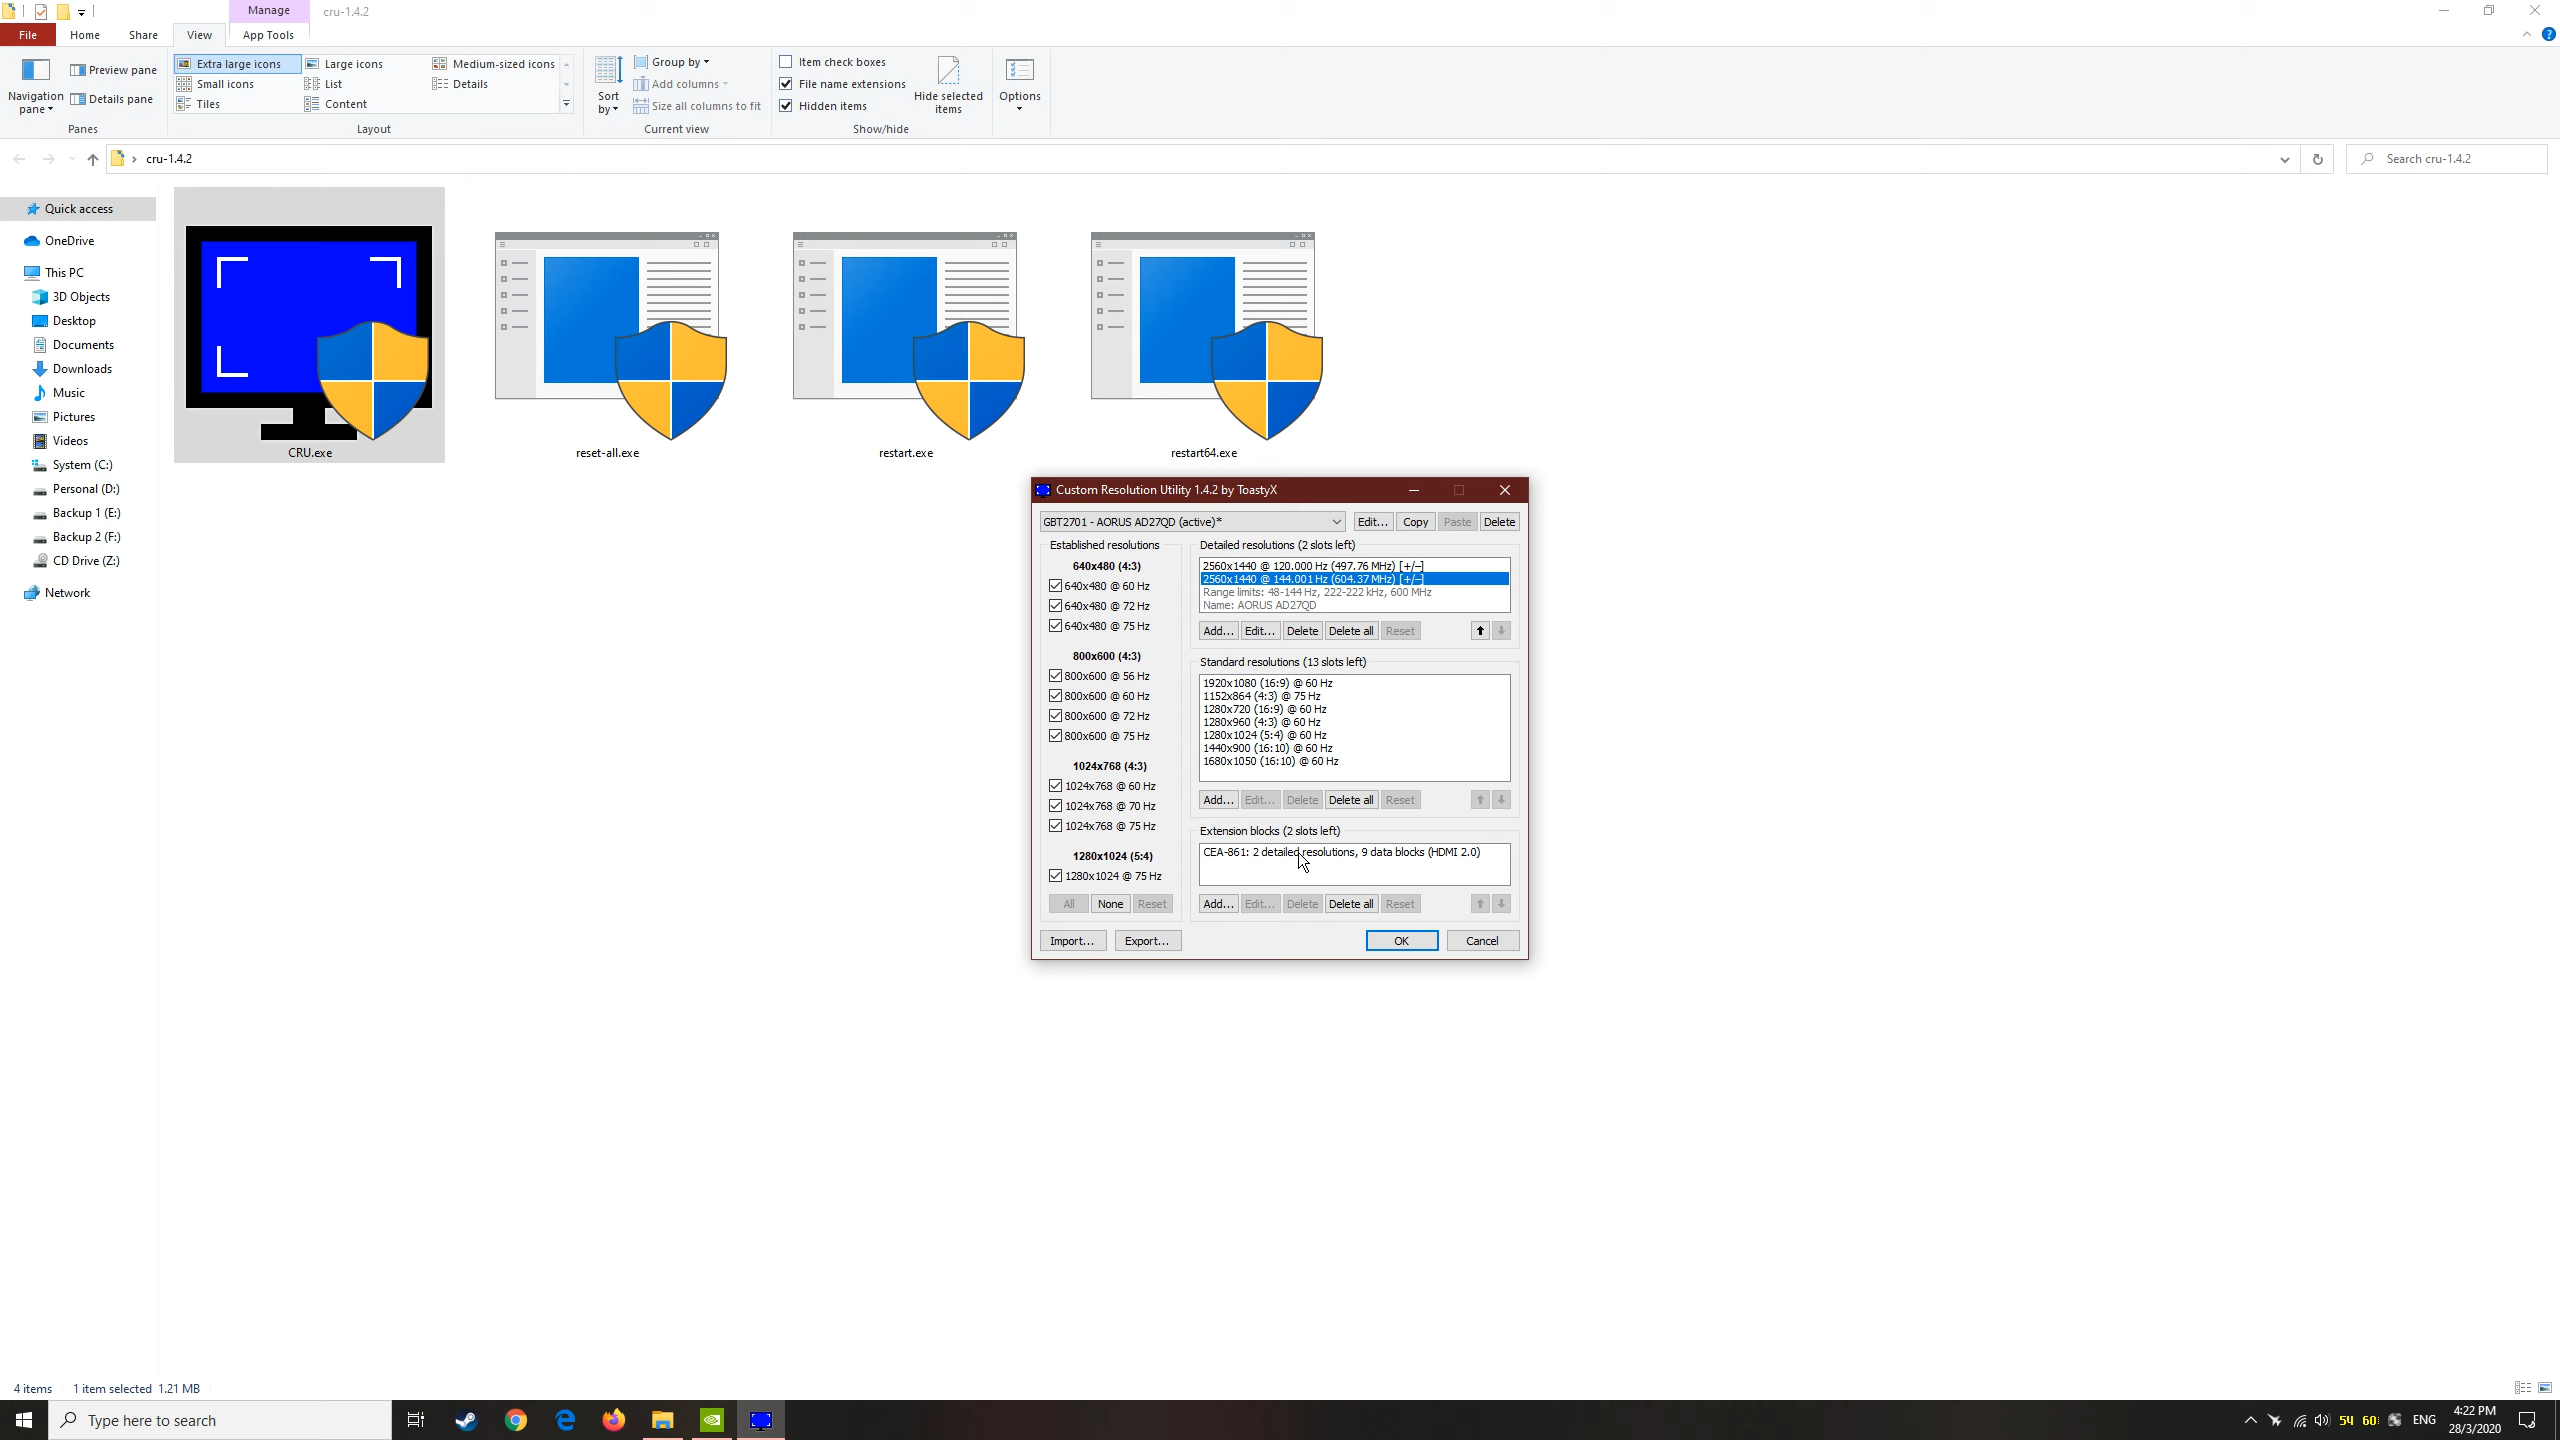 Manage
cru-1.4.2
File
Home
Share
View
App Tools
Navigation pane
Preview pane
Details pane
Panes
Extra large icons
Large icons
Medium-sized icons
Small icons
List
Details
Tiles
Content
Layout
Sort by
Group by
Add columns
Size all columns to fit
Current view
Item check boxes
File name extensions
Hidden items
Hide selected items
Show/hide
Options
cru-1.4.2
Search cru-1.4.2
Quick access
OneDrive
This PC
3D Objects
Desktop
Documents
Downloads
Music
Pictures
Videos
System (C:)
Personal (D:)
Backup 1 (E:)
Backup 2 (F:)
CD Drive (Z:)
Network
CRU.exe
reset-all.exe
restart.exe
restart64.exe
Custom Resolution Utility 1.4.2 by ToastyX
GBT2701 - AORUS AD27QD (active)*
Edit...
Copy
Paste
Delete
Established resolutions
640x480 (4:3)
640x480 @ 60 Hz
640x480 @ 72 Hz
640x480 @ 75 Hz
800x600 (4:3)
800x600 @ 56 Hz
800x600 @ 60 Hz
800x600 @ 72 Hz
800x600 @ 75 Hz
1024x768 (4:3)
1024x768 @ 60 Hz
1024x768 @ 70 Hz
1024x768 @ 75 Hz
1280x1024 (5:4)
1280x1024 @ 75 Hz
All
None
Reset
Detailed resolutions (2 slots left)
2560x1440 @ 120.000 Hz (497.76 MHz) [+/-]
2560x1440 @ 144.001 Hz (604.37 MHz) [+/-]
Range limits: 48-144 Hz, 222-222 kHz, 600 MHz
Name: AORUS AD27QD
Add...
Edit...
Delete
Delete all
Reset
Standard resolutions (13 slots left)
1920x1080 (16:9) @ 60 Hz
1152x864 (4:3) @ 75 Hz
1280x720 (16:9) @ 60 Hz
1280x960 (4:3) @ 60 Hz
1280x1024 (5:4) @ 60 Hz
1440x900 (16:10) @ 60 Hz
1680x1050 (16:10) @ 60 Hz
Add...
Edit...
Delete
Delete all
Reset
Extension blocks (2 slots left)
CEA-861: 2 detailed resolutions, 9 data blocks (HDMI 2.0)
Add...
Edit...
Delete
Delete all
Reset
Import...
Export...
OK
Cancel
4 items
1 item selected 1.21 MB
Type here to search
54
60
ENG
4:22 PM
28/3/2020